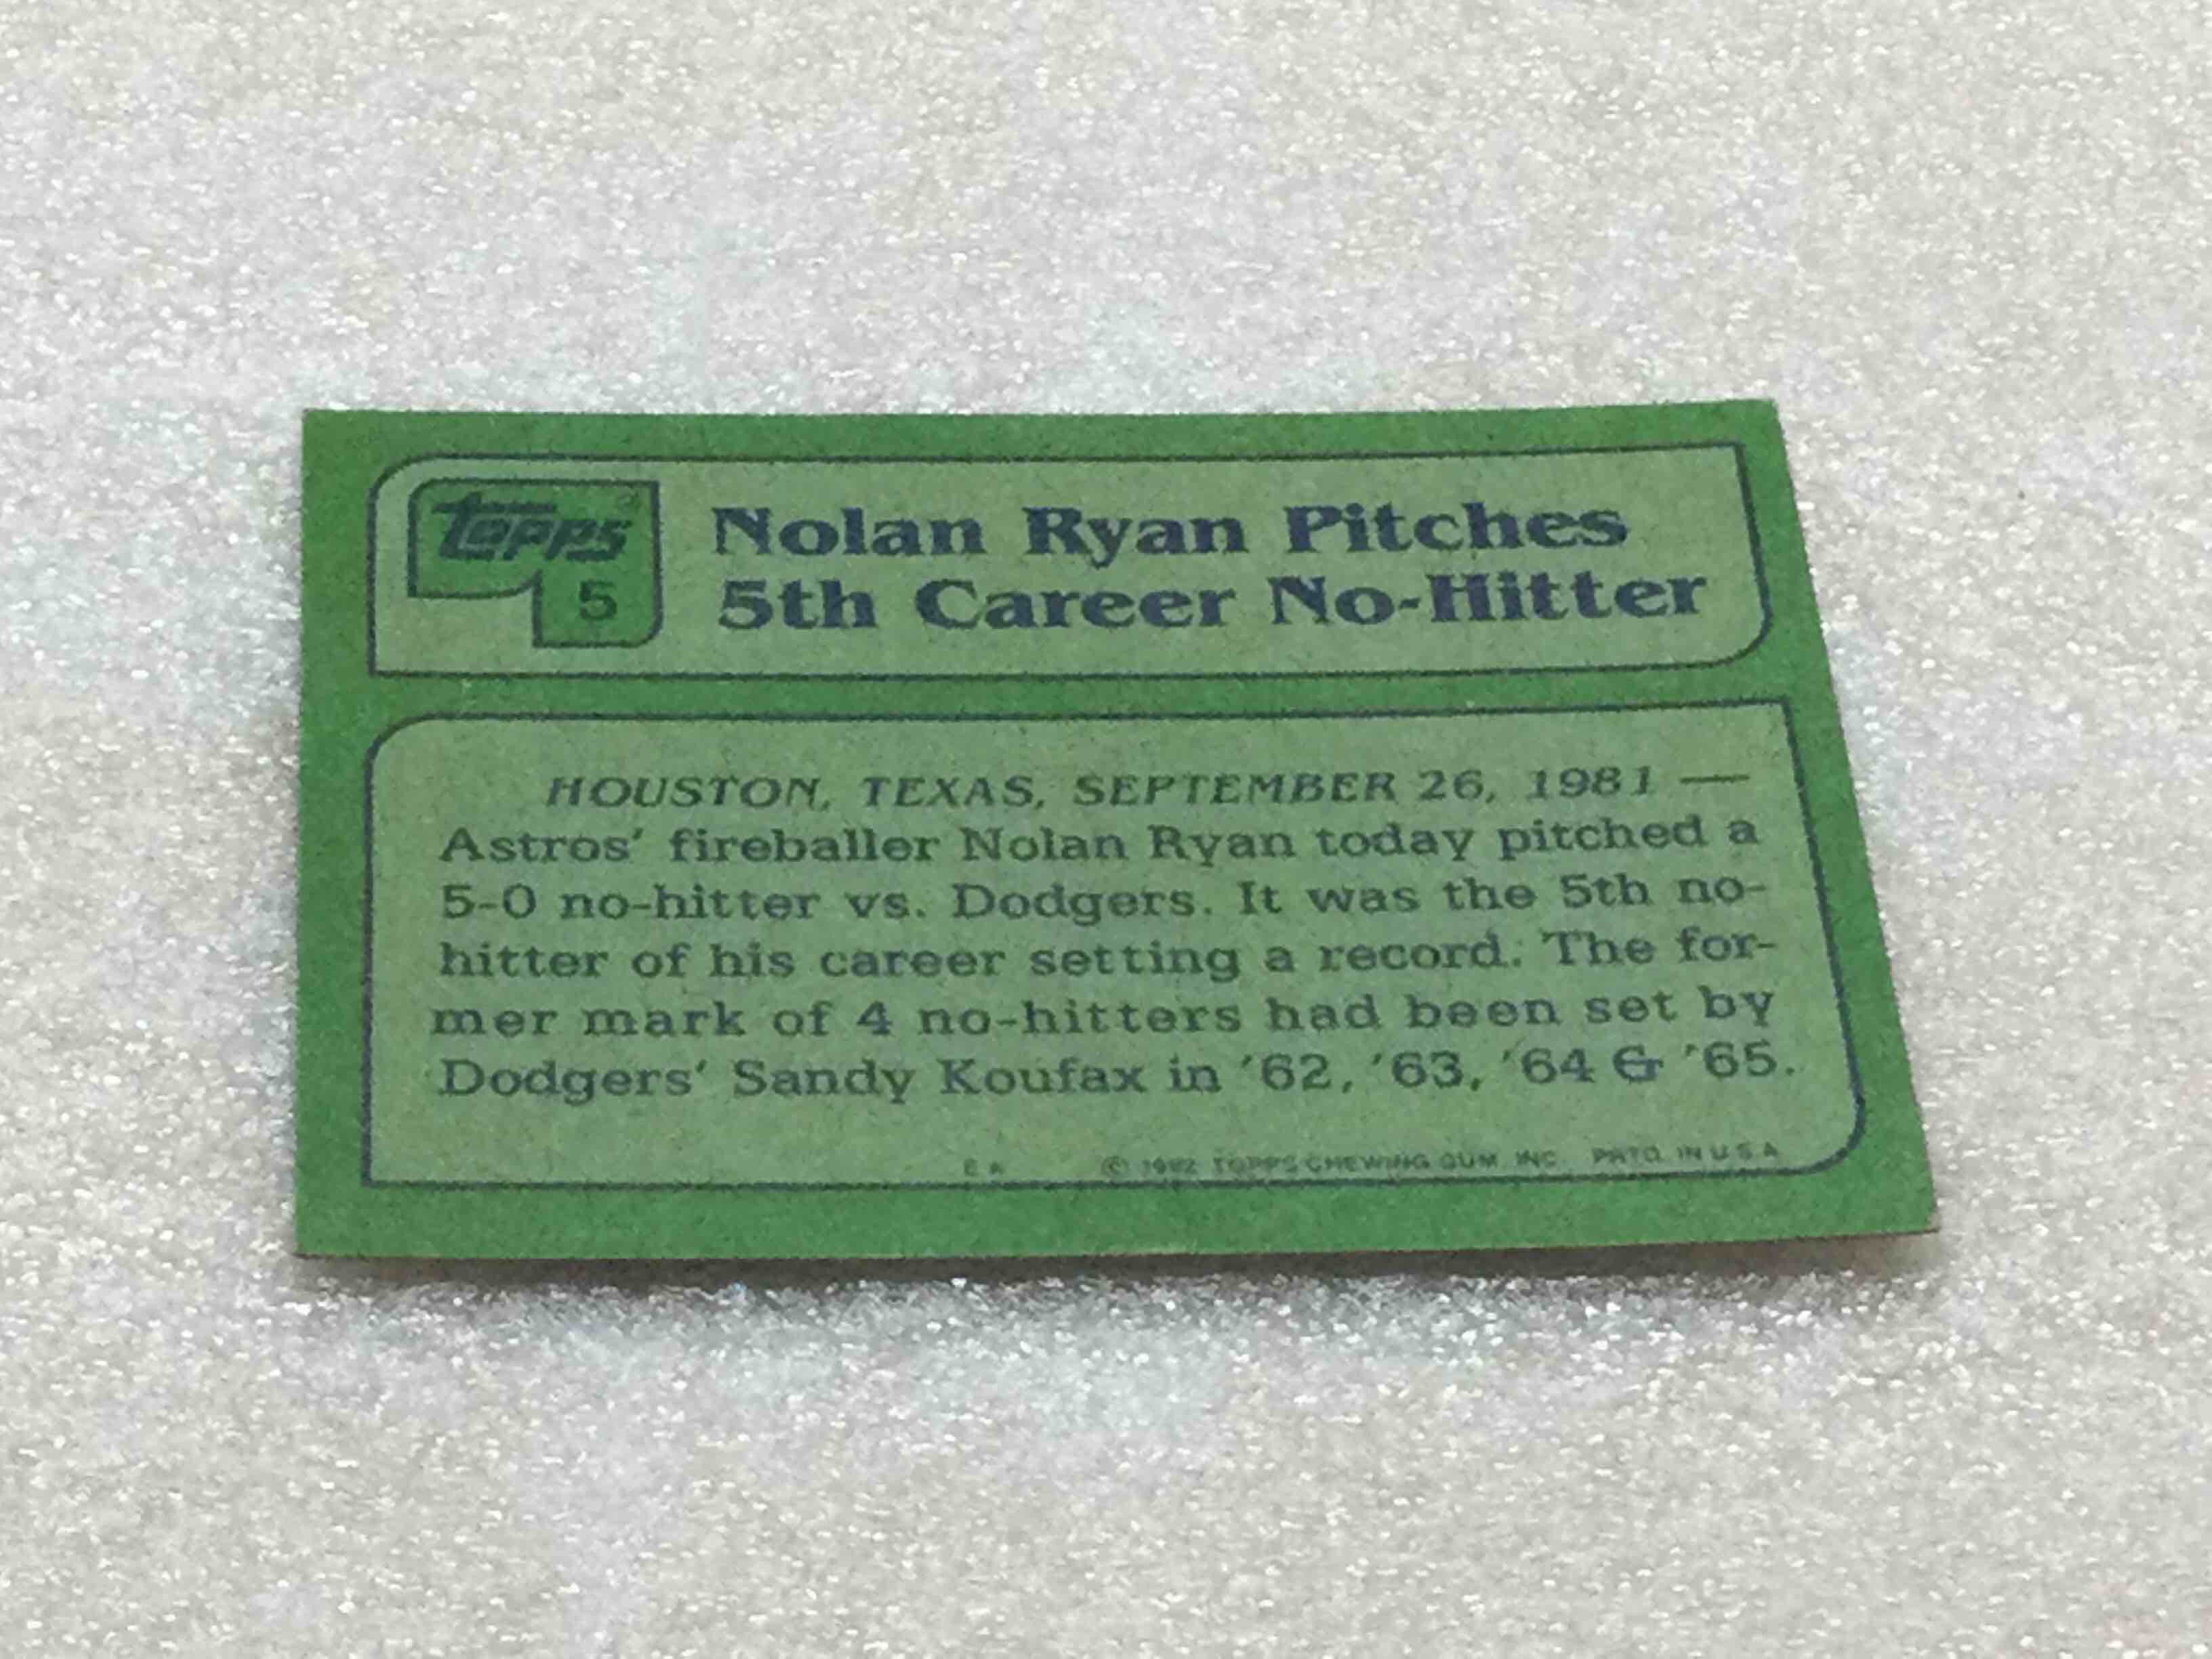 topps
5
Nolan Ryan Pitches
5th Career No-Hitter
HOUSTON, TEXAS, SEPTEMBER 26, 1981 —
Astros' fireballer Nolan Ryan today pitched a
5-0 no-hitter vs. Dodgers. It was the 5th no-
hitter of his career setting a record. The for-
mer mark of 4 no-hitters had been set by
Dodgers' Sandy Koufax in '62, '63, '64 & '65.
© 1982 TOPPS CHEWING GUM, INC. PRTD. IN U.S.A.